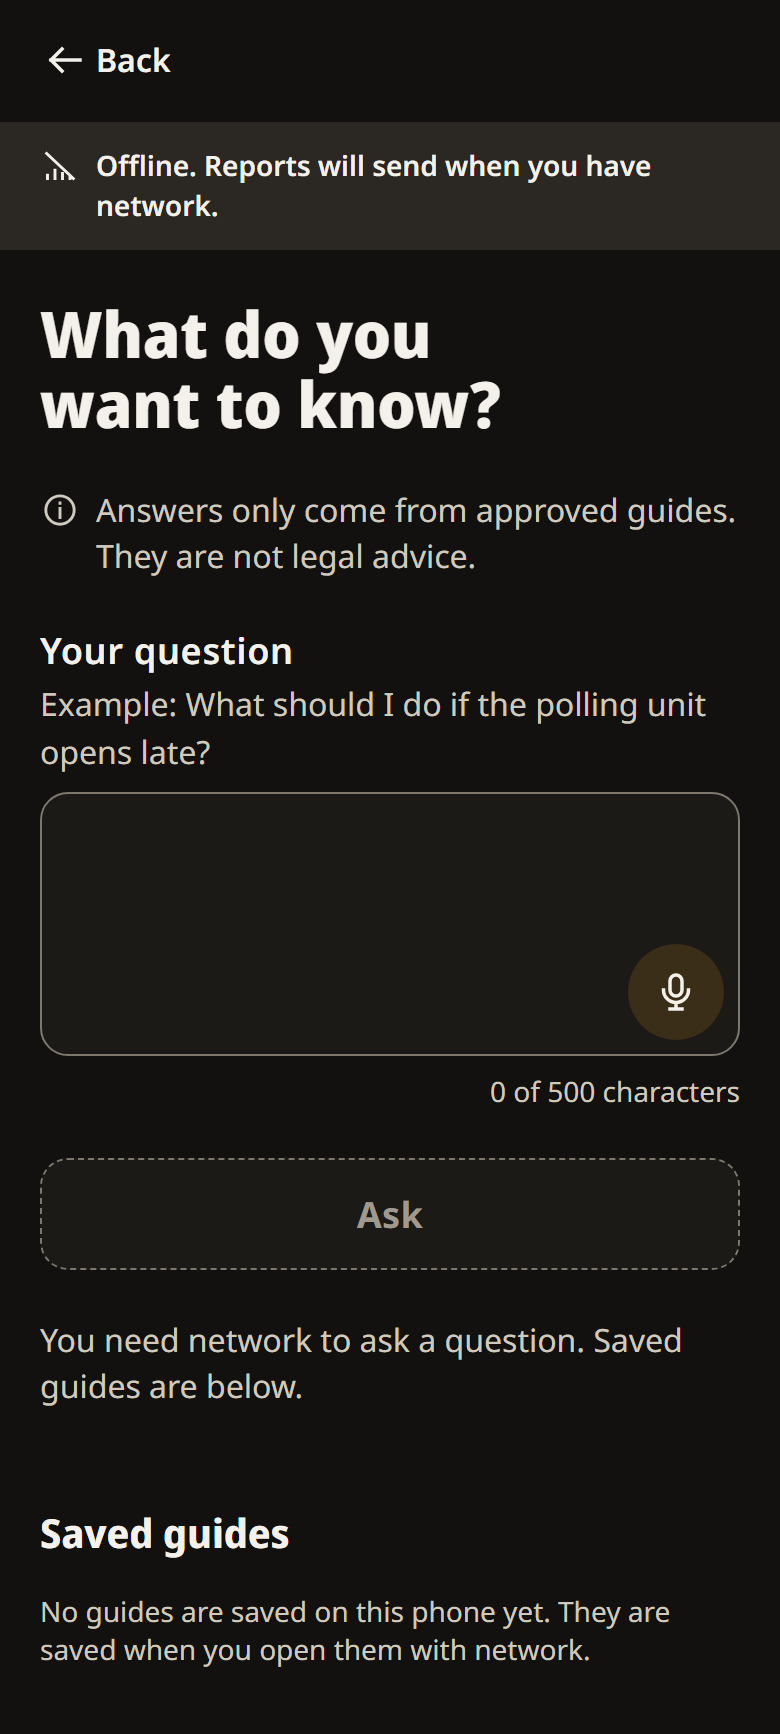 Back
Offline. Reports will send when you have
network.
What do you
want to know?
Answers only come from approved guides.
They are not legal advice.
Your question
Example: What should I do if the polling unit
opens late?
0 of 500 characters
Ask
You need network to ask a question. Saved
guides are below.
Saved guides
No guides are saved on this phone yet. They are
saved when you open them with network.